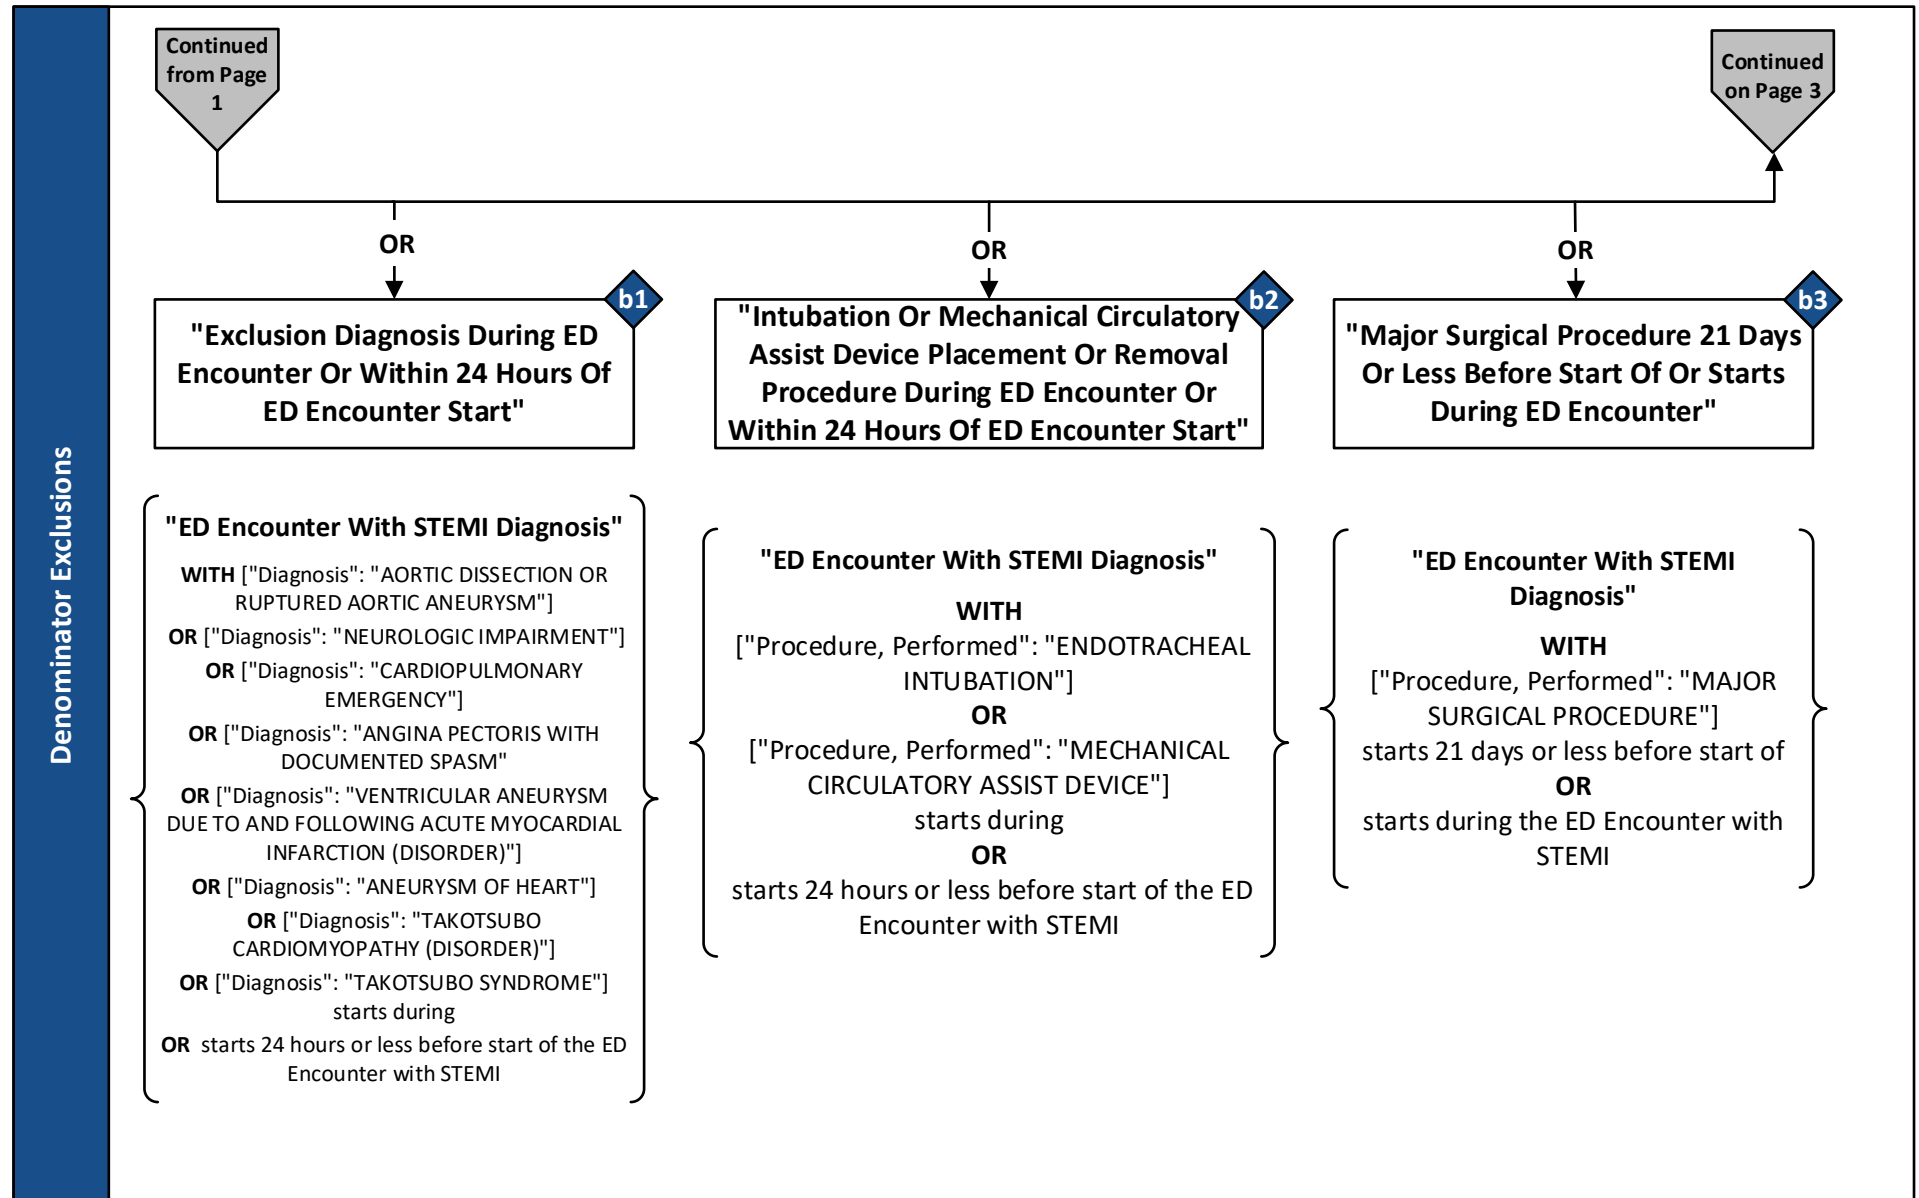 Denominator Exclusions
Continued
from Page
1
Continued
on Page 3
OR
OR
OR
b1
"Exclusion Diagnosis During ED
Encounter Or Within 24 Hours Of
ED Encounter Start"
b2
"Intubation Or Mechanical Circulatory
Assist Device Placement Or Removal
Procedure During ED Encounter Or
Within 24 Hours Of ED Encounter Start"
b3
"Major Surgical Procedure 21 Days
Or Less Before Start Of Or Starts
During ED Encounter"
"ED Encounter With STEMI Diagnosis"
WITH ["Diagnosis": "AORTIC DISSECTION OR
RUPTURED AORTIC ANEURYSM"]
OR ["Diagnosis": "NEUROLOGIC IMPAIRMENT"]
OR ["Diagnosis": "CARDIOPULMONARY
EMERGENCY"]
OR ["Diagnosis": "ANGINA PECTORIS WITH
DOCUMENTED SPASM"
OR ["Diagnosis": "VENTRICULAR ANEURYSM
DUE TO AND FOLLOWING ACUTE MYOCARDIAL
INFARCTION (DISORDER)"]
OR ["Diagnosis": "ANEURYSM OF HEART"]
OR ["Diagnosis": "TAKOTSUBO
CARDIOMYOPATHY (DISORDER)"]
OR ["Diagnosis": "TAKOTSUBO SYNDROME"]
starts during
OR starts 24 hours or less before start of the ED
Encounter with STEMI
"ED Encounter With STEMI Diagnosis"
WITH
["Procedure, Performed": "ENDOTRACHEAL
INTUBATION"]
OR
["Procedure, Performed": "MECHANICAL
CIRCULATORY ASSIST DEVICE"]
starts during
OR
starts 24 hours or less before start of the ED
Encounter with STEMI
"ED Encounter With STEMI
Diagnosis"
WITH
["Procedure, Performed": "MAJOR
SURGICAL PROCEDURE"]
starts 21 days or less before start of
OR
starts during the ED Encounter with
STEMI